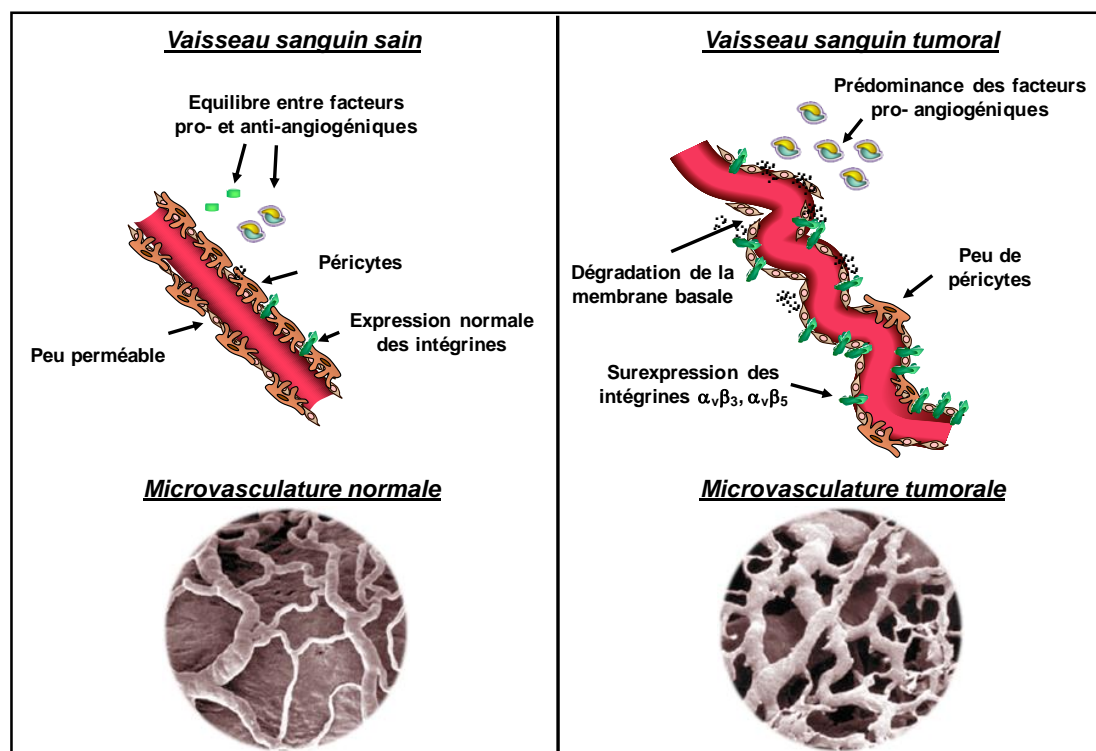 Vaisseau sanguin sain
Equilibre entre facteurs
pro- et anti-angiogéniques
Péricytes
Peu perméable
Expression normale
des intégrines
Microvasculature normale
Vaisseau sanguin tumoral
Prédominance des facteurs
pro- angiogéniques
Dégradation de la
membrane basale
Peu de
péricytes
Surexpression des
intégrines αvβ3, αvβ5
Microvasculature tumorale